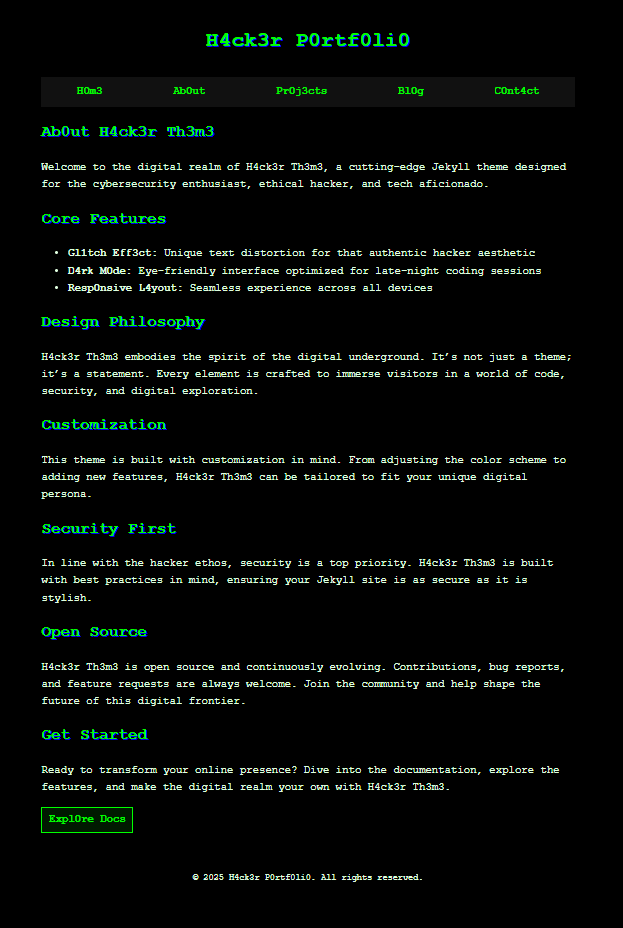 H4ck3r P0rtf0li0
H0m3 Ab0ut Pr0j3cts Bl0g C0nt4ct
Ab0ut H4ck3r Th3m3
Welcome to the digital realm of H4ck3r Th3m3, a cutting-edge Jekyll theme designed
for the cybersecurity enthusiast, ethical hacker, and tech aficionado.
Core Features
• Gl1tch Eff3ct: Unique text distortion for that authentic hacker aesthetic
• D4rk M0de: Eye-friendly interface optimized for late-night coding sessions
• Resp0nsive L4yout: Seamless experience across all devices
Design Philosophy
H4ck3r Th3m3 embodies the spirit of the digital underground. It’s not just a theme;
it’s a statement. Every element is crafted to immerse visitors in a world of code,
security, and digital exploration.
Customization
This theme is built with customization in mind. From adjusting the color scheme to
adding new features, H4ck3r Th3m3 can be tailored to fit your unique digital
persona.
Security First
In line with the hacker ethos, security is a top priority. H4ck3r Th3m3 is built
with best practices in mind, ensuring your Jekyll site is as secure as it is
stylish.
Open Source
H4ck3r Th3m3 is open source and continuously evolving. Contributions, bug reports,
and feature requests are always welcome. Join the community and help shape the
future of this digital frontier.
Get Started
Ready to transform your online presence? Dive into the documentation, explore the
features, and make the digital realm your own with H4ck3r Th3m3.
Expl0re Docs
© 2025 H4ck3r P0rtf0li0. All rights reserved.